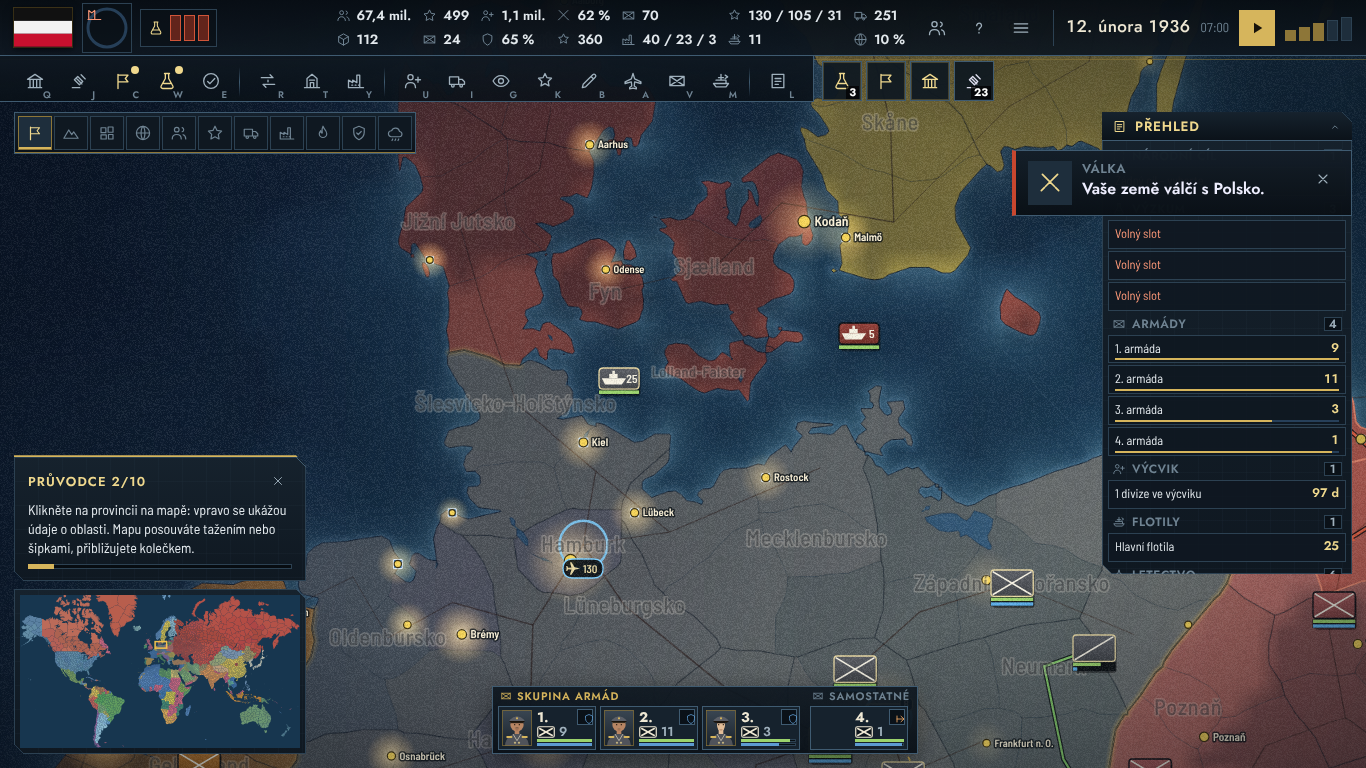 67,4 mil. 499 1,1 mil. 62 % 70 130 / 105 / 31 251
112 24 65 % 360 40 / 23 / 3 11 10 %
12. února 1936 07:00
Q J C W E R T Y U I G K B A V M L
3 23
PŘEHLED
VÁLKA
Vaše země válčí s Polsko.
Volný slot
Volný slot
Volný slot
ARMÁDY 4
1. armáda 9
2. armáda 11
3. armáda 3
4. armáda 1
VÝCVIK 1
1 divize ve výcviku 97 d
FLOTILY 1
Hlavní flotila 25
Skåne
Aarhus
Jižní Jutsko
Kodaň
Malmö
Odense
Sjælland
Fyn
5
25
Lolland-Falster
Šlesvicko-Holštýnsko
Kiel
Rostock
Lübeck
Hamburk
130
Mecklenbursko
Lüneburgsko
Oldenbursko
Brémy
Neumark
Poznaň
Poznaň
Frankfurt n. O.
Osnabrück
PRŮVODCE 2/10
Klikněte na provincii na mapě: vpravo se ukážou
údaje o oblasti. Mapu posouváte tažením nebo
šipkami, přibližujete kolečkem.
SKUPINA ARMÁD
SAMOSTATNÉ
1. 9
2. 11
3. 3
4. 1